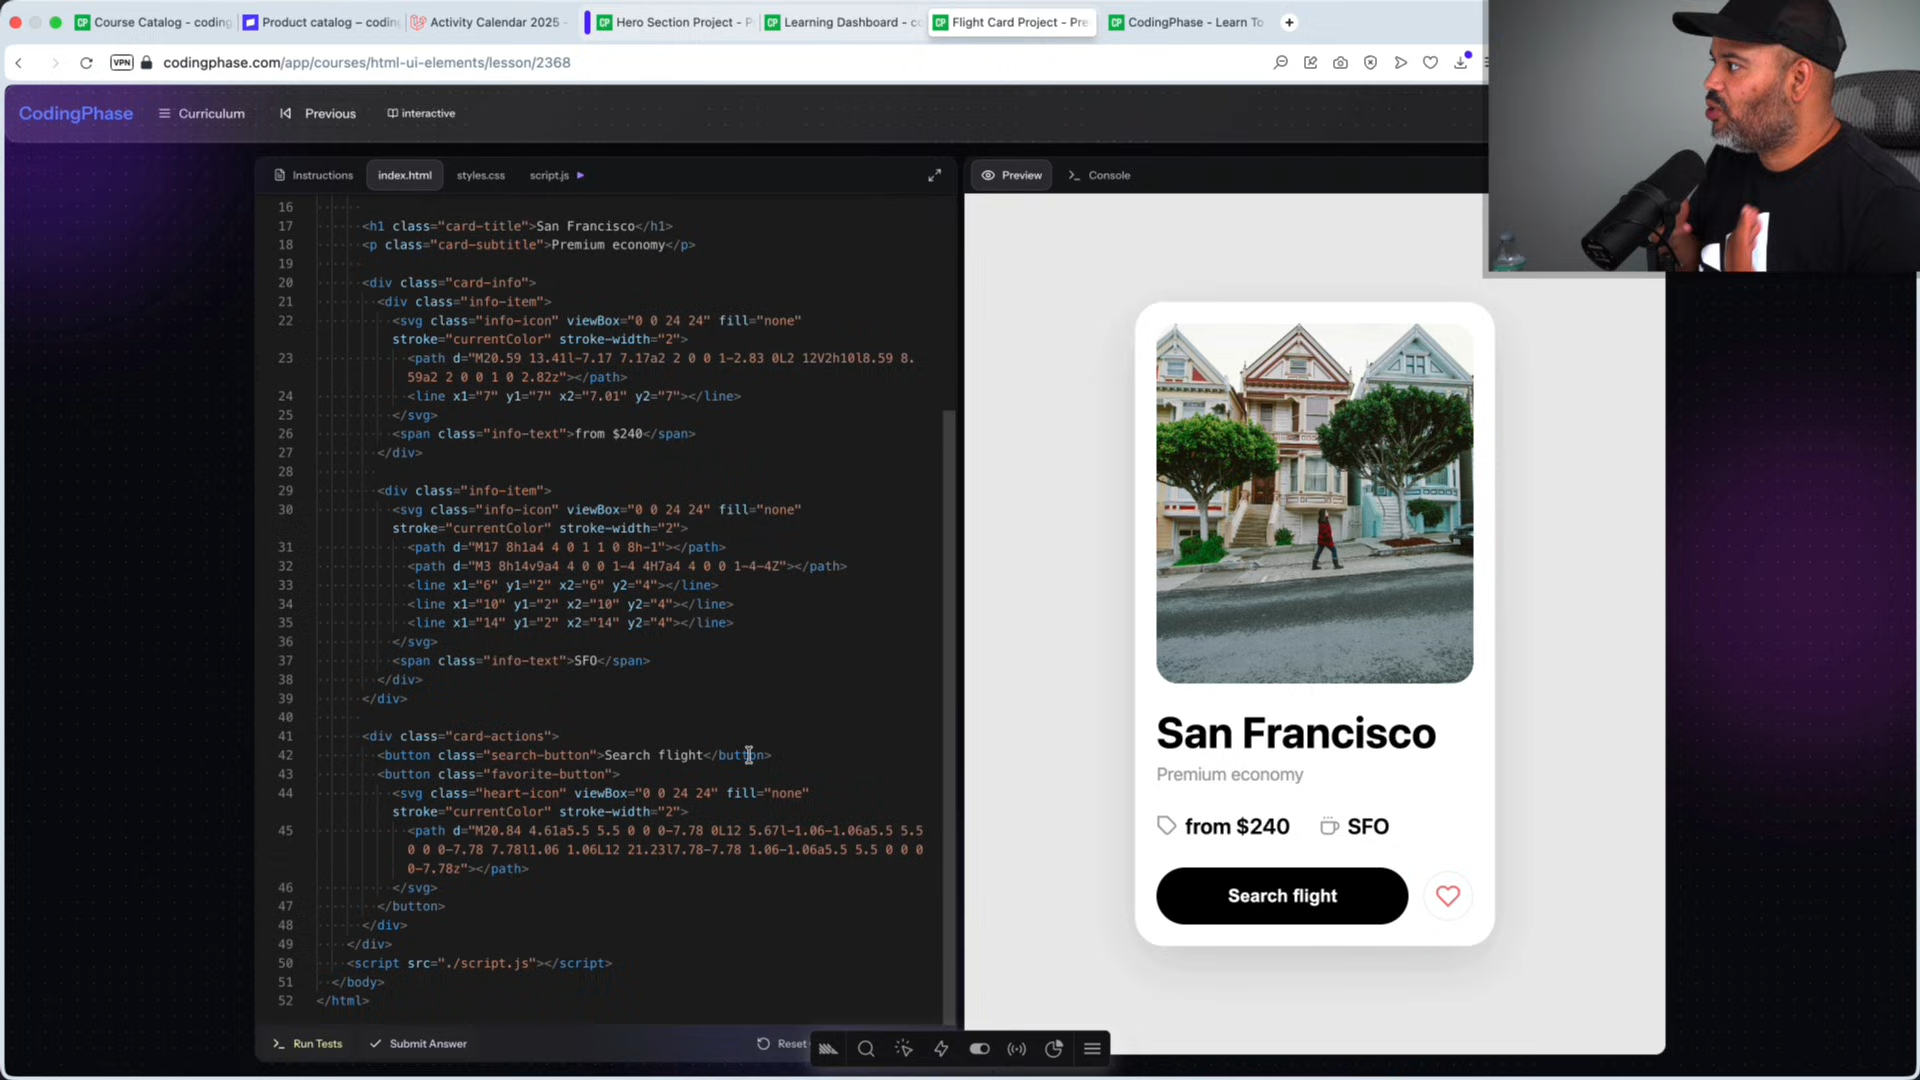 Course Catalog - coding
Product catalog – codin
Activity Calendar 2025 -
Hero Section Project - P
Learning Dashboard - co
Flight Card Project - Pre
CodingPhase - Learn To
VPN
codingphase.com/app/courses/html-ui-elements/lesson/2368
CodingPhase
Curriculum
Previous
interactive
Instructions
index.html
styles.css
script.js
Preview
Console
16
17 <h1 class="card-title">San Francisco</h1>
18 <p class="card-subtitle">Premium economy</p>
19
20 <div class="card-info">
21 <div class="info-item">
22 <svg class="info-icon" viewBox="0 0 24 24" fill="none"
stroke="currentColor" stroke-width="2">
23 <path d="M20.59 13.41l-7.17 7.17a2 2 0 0 1-2.83 0L2 12V2h10l8.59 8.
59a2 2 0 0 1 0 2.82z"></path>
24 <line x1="7" y1="7" x2="7.01" y2="7"></line>
25 </svg>
26 <span class="info-text">from $240</span>
27 </div>
28
29 <div class="info-item">
30 <svg class="info-icon" viewBox="0 0 24 24" fill="none"
stroke="currentColor" stroke-width="2">
31 <path d="M17 8h1a4 4 0 1 1 0 8h-1"></path>
32 <path d="M3 8h14v9a4 4 0 0 1-4 4H7a4 4 0 0 1-4-4Z"></path>
33 <line x1="6" y1="2" x2="6" y2="4"></line>
34 <line x1="10" y1="2" x2="10" y2="4"></line>
35 <line x1="14" y1="2" x2="14" y2="4"></line>
36 </svg>
37 <span class="info-text">SFO</span>
38 </div>
39 </div>
40
41 <div class="card-actions">
42 <button class="search-button">Search flight</button>
43 <button class="favorite-button">
44 <svg class="heart-icon" viewBox="0 0 24 24" fill="none"
stroke="currentColor" stroke-width="2">
45 <path d="M20.84 4.61a5.5 5.5 0 0 0-7.78 0L12 5.67l-1.06-1.06a5.5 5.5
0 0 0-7.78 7.78l1.06 1.06L12 21.23l7.78-7.78 1.06-1.06a5.5 5.5 0 0 0
0-7.78z"></path>
46 </svg>
47 </button>
48 </div>
49 </div>
50 <script src="./script.js"></script>
51 </body>
52 </html>
San Francisco
Premium economy
from $240
SFO
Search flight
Run Tests
Submit Answer
Reset